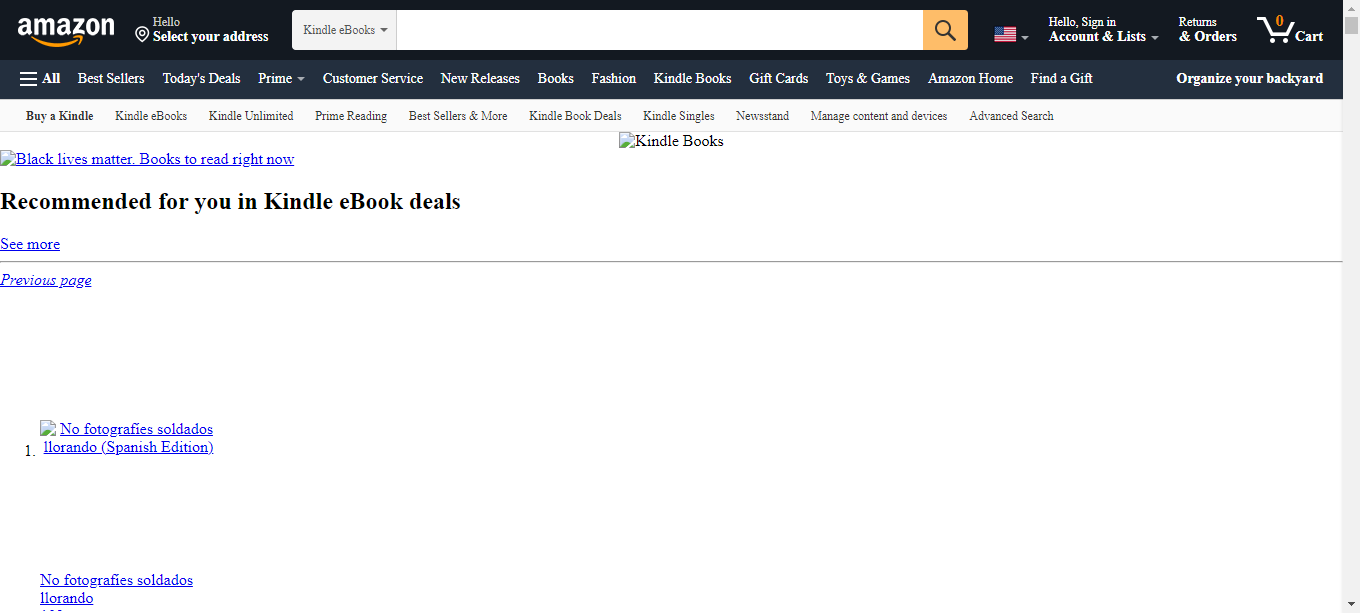 amazon
Hello
Select your address
Kindle eBooks
Hello, Sign in
Account & Lists
Returns
& Orders
0
Cart
All Best Sellers Today's Deals Prime Customer Service New Releases Books Fashion Kindle Books Gift Cards Toys & Games Amazon Home Find a Gift Organize your backyard
Buy a Kindle Kindle eBooks Kindle Unlimited Prime Reading Best Sellers & More Kindle Book Deals Kindle Singles Newsstand Manage content and devices Advanced Search
Kindle Books
Black lives matter. Books to read right now
Recommended for you in Kindle eBook deals
See more
Previous page
1. No fotografíes soldados
llorando (Spanish Edition)
No fotografíes soldados
llorando